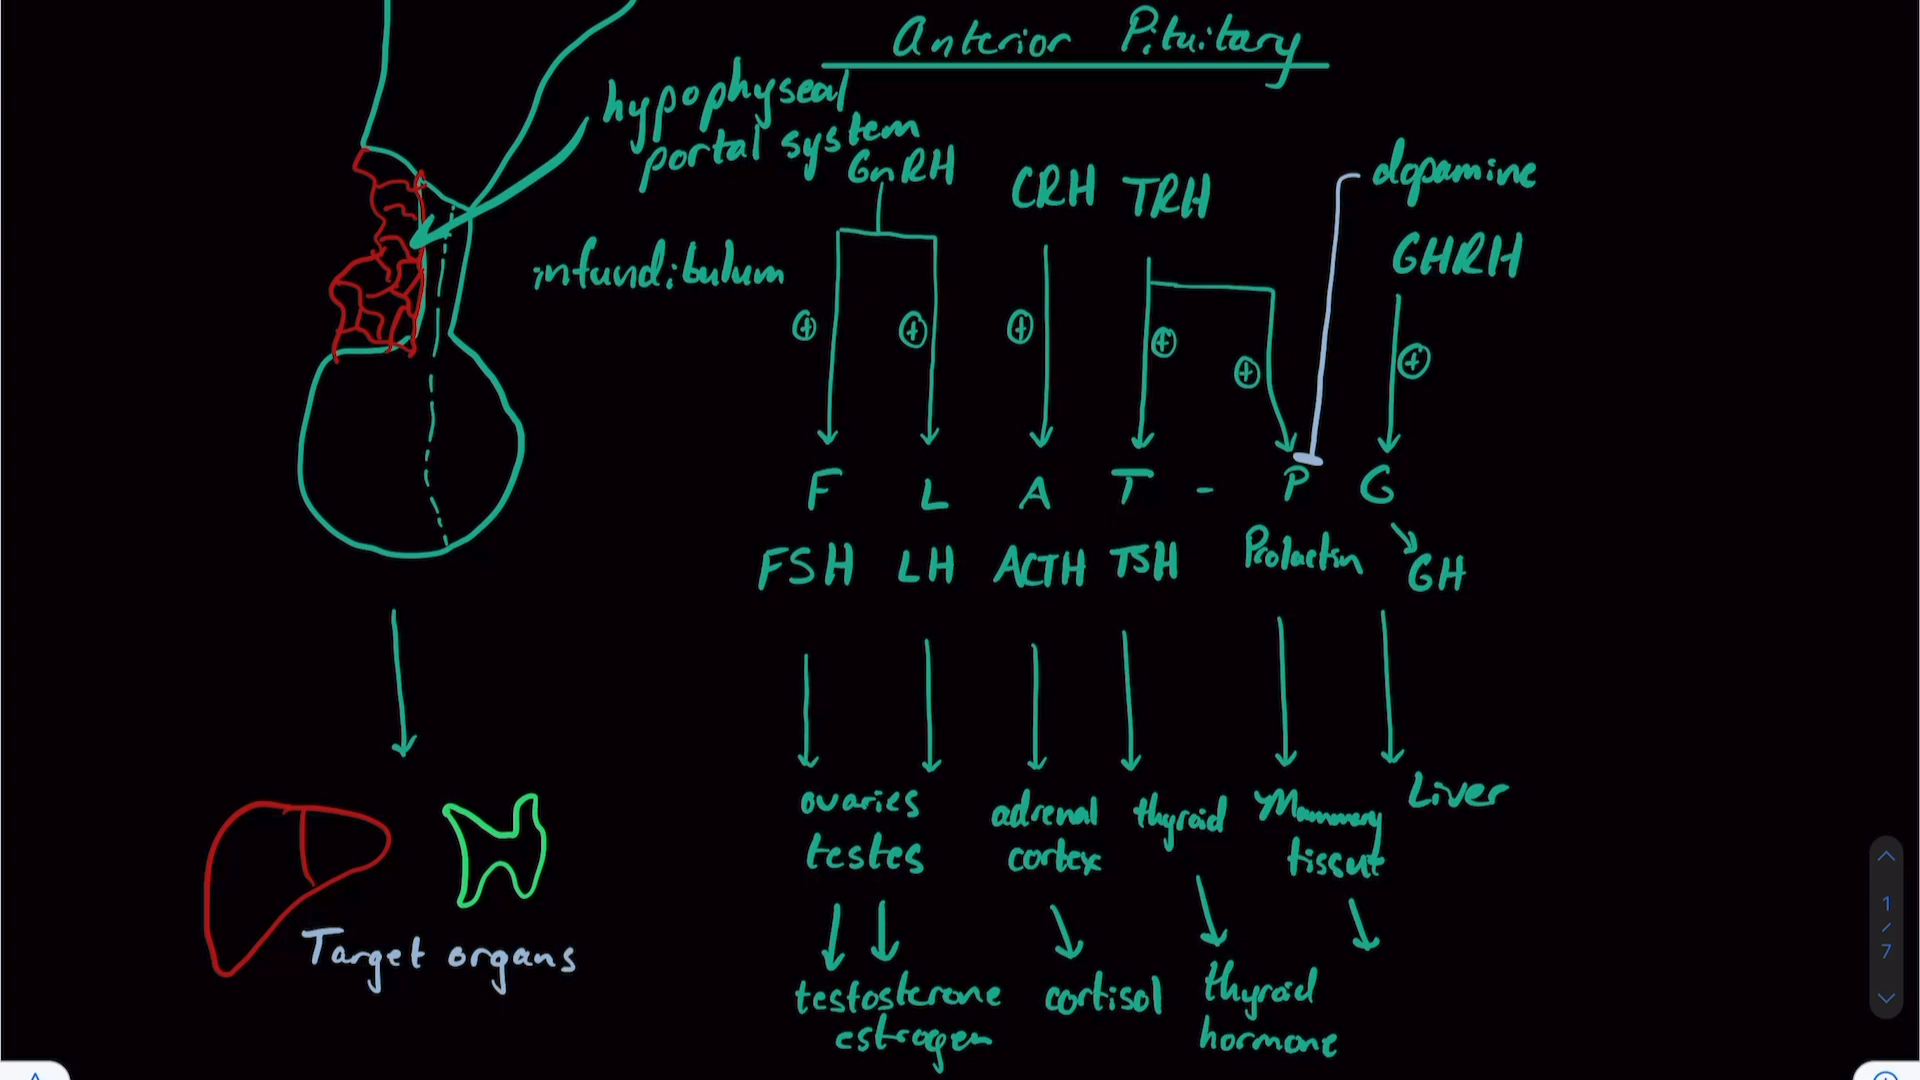 Anterior Pituitary
hypophyseal
portal system
infundibulum
GnRH
CRH
TRH
dopamine
GHRH
+ + + + + +
F L A T - P G
FSH LH ACTH TSH Prolactin GH
ovaries
testes
adrenal
cortex
thyroid
Mammary
tissue
Liver
testosterone
estrogen
cortisol
thyroid
hormone
Target organs
1
/
7